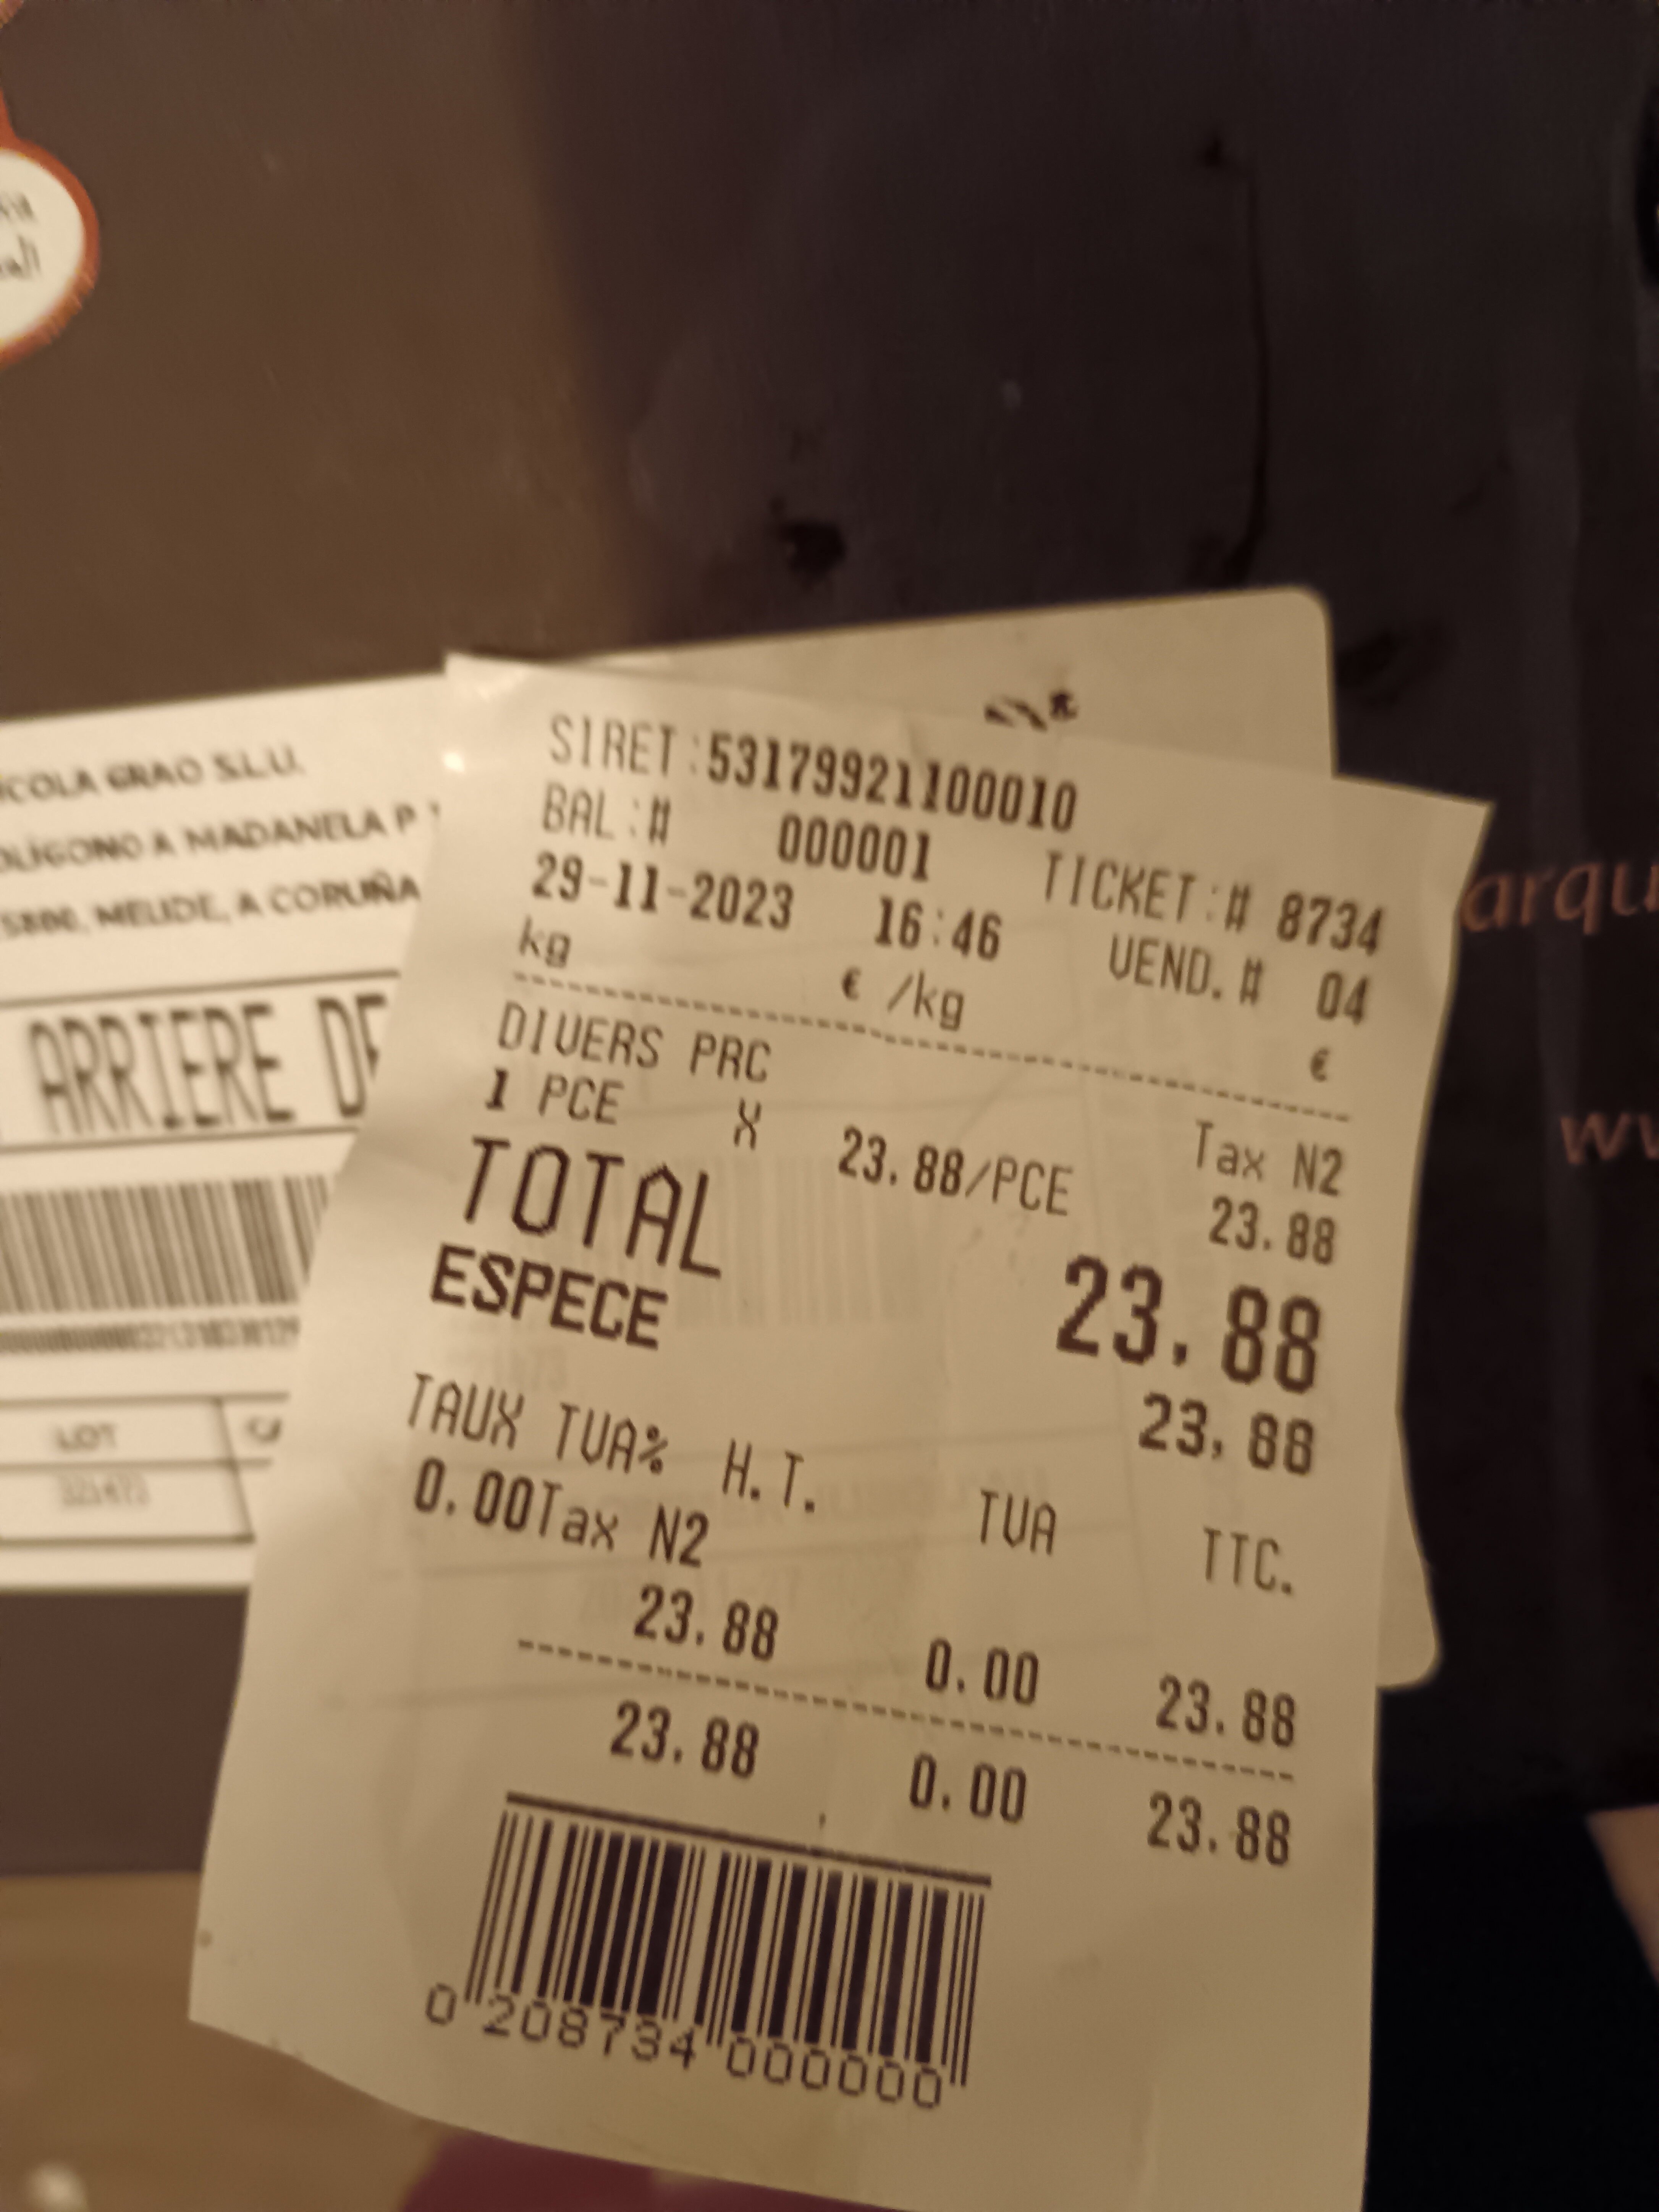 SIRET:53179921100010
BAL:# 000001 TICKET:# 8734
29-11-2023 16:46 VEND.# 04
kg € /kg €
DIVERS PRC Tax N2
1 PCE X 23.88/PCE 23.88
TOTAL 23.88
ESPECE 23.88
TAUX TVA% H.T. TVA TTC.
0.00Tax N2
23.88 0.00 23.88
23.88 0.00 23.88
0 208734 000000
COLA GRAO S.L.U.
POLÍGONO A MADANELA P
MELIDE, A CORUÑA
ARRIERE DE
LOT
arqu